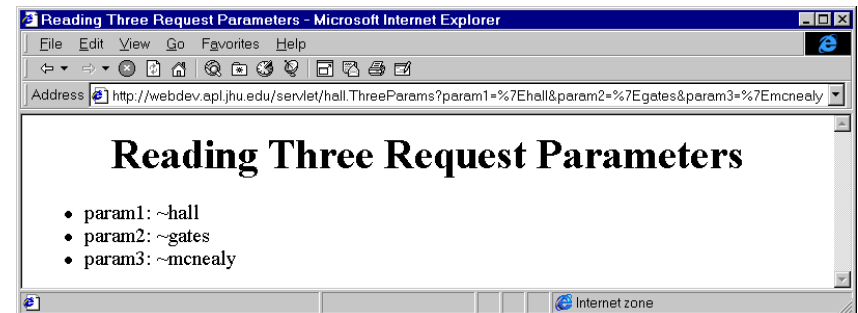 Reading Three Request Parameters - Microsoft Internet Explorer
File Edit View Go Favorites Help
Address http://webdev.apl.jhu.edu/servlet/hall.ThreeParams?param1=%7Ehall&param2=%7Egates&param3=%7Emcnealy
Reading Three Request Parameters
• param1: ~hall
• param2: ~gates
• param3: ~mcnealy
Internet zone